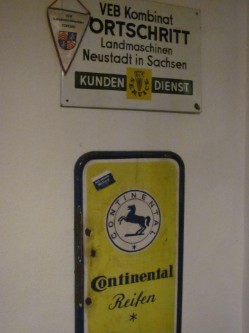 VEB Kombinat
ORTSCHRITT
Landmaschinen
Neustadt in Sachsen
KUNDEN DIENST
CONTINENTAL
Continental
Reifen